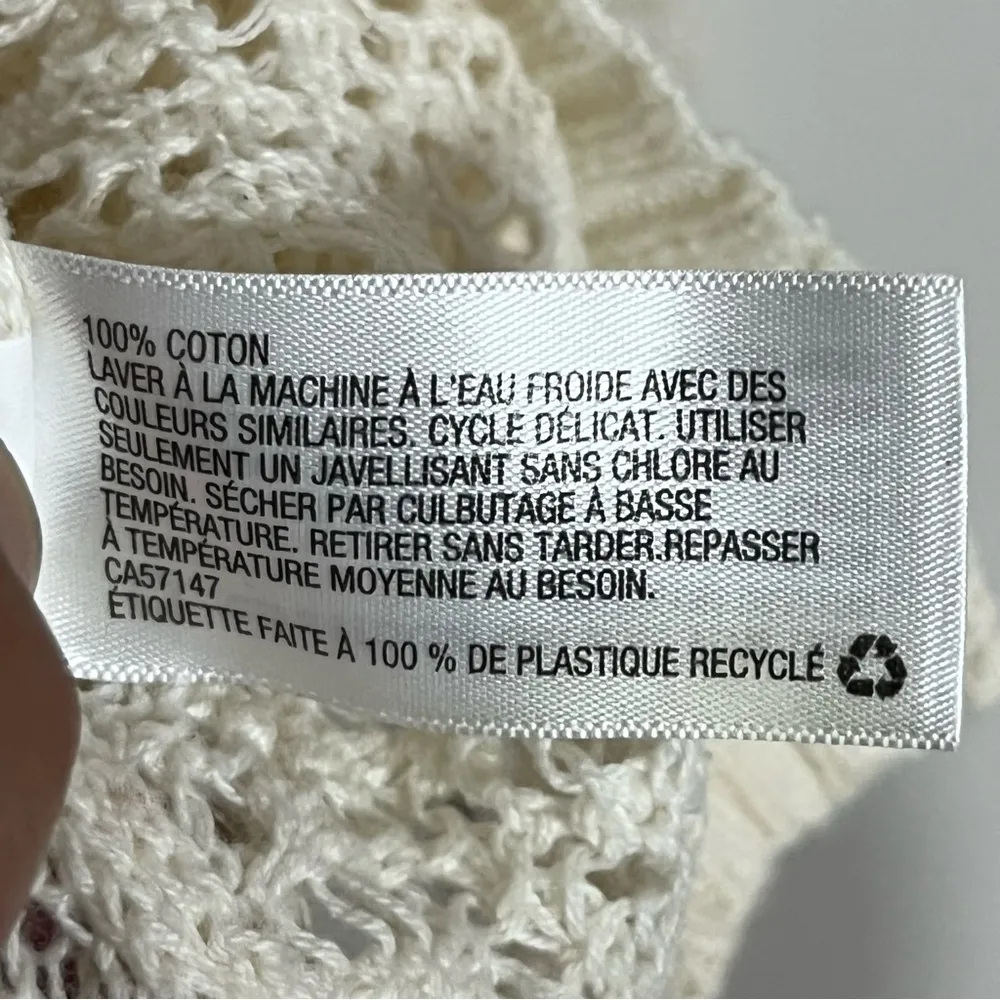 100% COTON
LAVER À LA MACHINE À L'EAU FROIDE AVEC DES
COULEURS SIMILAIRES. CYCLE DÉLICAT. UTILISER
SEULEMENT UN JAVELLISANT SANS CHLORE AU
BESOIN. SÉCHER PAR CULBUTAGE À BASSE
TEMPÉRATURE. RETIRER SANS TARDER.REPASSER
À TEMPÉRATURE MOYENNE AU BESOIN.
CA57147
ÉTIQUETTE FAITE À 100 % DE PLASTIQUE RECYCLÉ